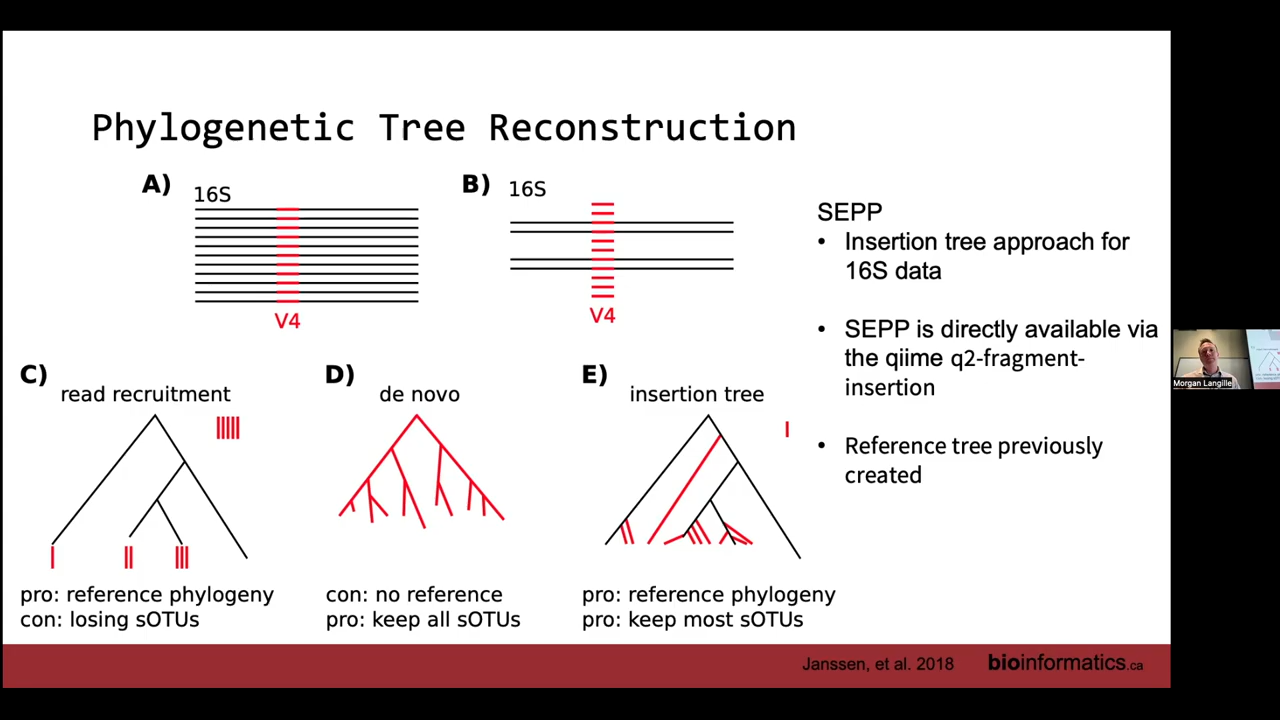 Phylogenetic Tree Reconstruction
A)
16S
V4
B)
16S
V4
C)
read recruitment
pro: reference phylogeny
con: losing sOTUs
D)
de novo
con: no reference
pro: keep all sOTUs
E)
insertion tree
pro: reference phylogeny
pro: keep most sOTUs
SEPP
• Insertion tree approach for
16S data
• SEPP is directly available via
the qiime q2-fragment-
insertion
• Reference tree previously
created
Morgan Langille
Janssen, et al. 2018
bioinformatics.ca